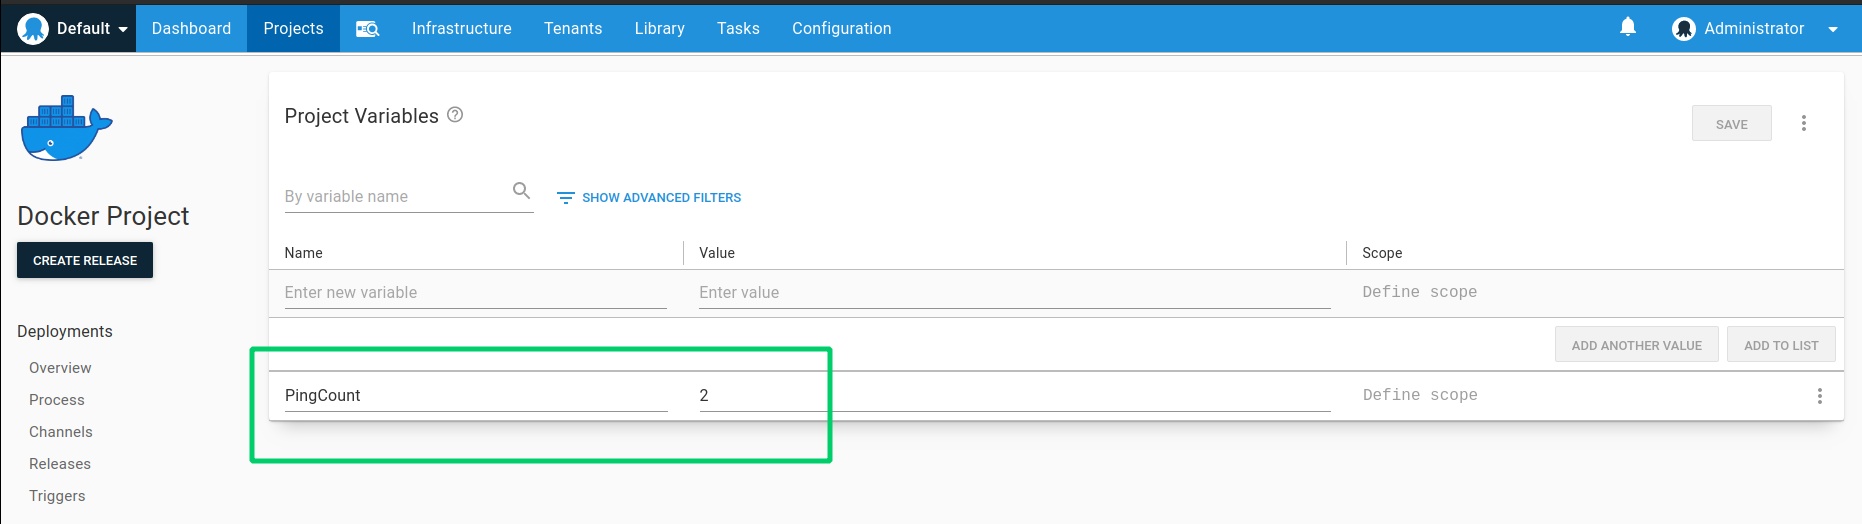 Default Dashboard Projects Infrastructure Tenants Library Tasks Configuration Administrator
Project Variables ?
SAVE
By variable name SHOW ADVANCED FILTERS
Docker Project
CREATE RELEASE
Name Value Scope
Enter new variable Enter value Define scope
ADD ANOTHER VALUE ADD TO LIST
PingCount 2 Define scope
Deployments
Overview
Process
Channels
Releases
Triggers